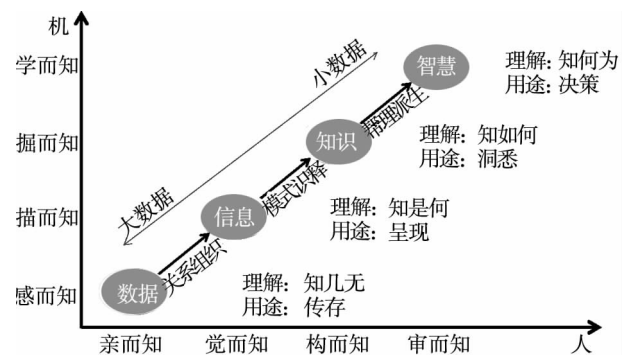 机
学而知
掘而知
描而知
感而知
小数据
大数据
智慧
知识
信息
数据
帮理派生
模式识释
关系组织
理解：知何为
用途：决策
理解：知如何
用途：洞悉
理解：知是何
用途：呈现
理解：知几无
用途：传存
亲而知
觉而知
构而知
审而知
人